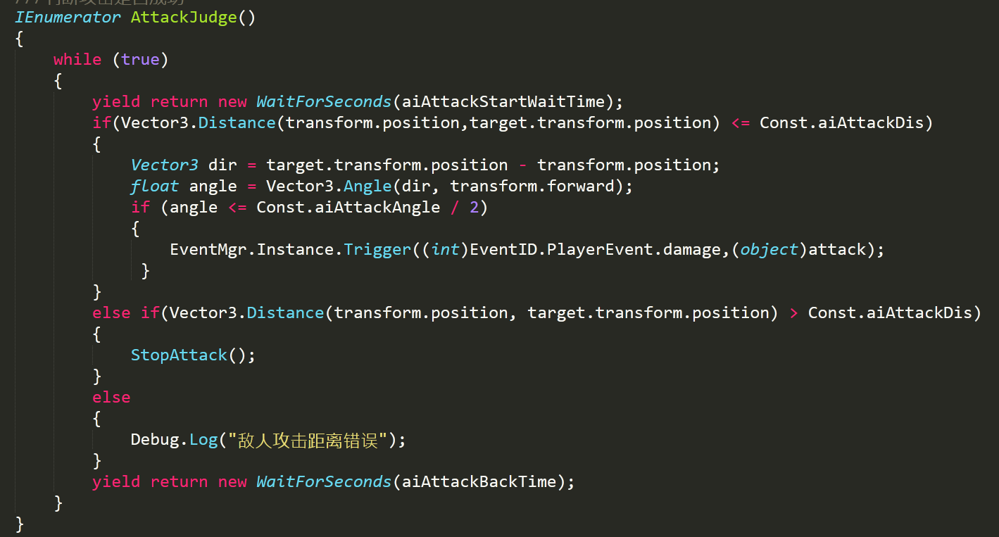 IEnumerator AttackJudge()
{
    while (true)
    {
        yield return new WaitForSeconds(aiAttackStartWaitTime);
        if(Vector3.Distance(transform.position,target.transform.position) <= Const.aiAttackDis)
        {
            Vector3 dir = target.transform.position - transform.position;
            float angle = Vector3.Angle(dir, transform.forward);
            if (angle <= Const.aiAttackAngle / 2)
            {
                EventMgr.Instance.Trigger((int)EventID.PlayerEvent.damage,(object)attack);
             }
        }
        else if(Vector3.Distance(transform.position, target.transform.position) > Const.aiAttackDis)
        {
            StopAttack();
        }
        else
        {
            Debug.Log("敌人攻击距离错误");
        }
        yield return new WaitForSeconds(aiAttackBackTime);
    }
}